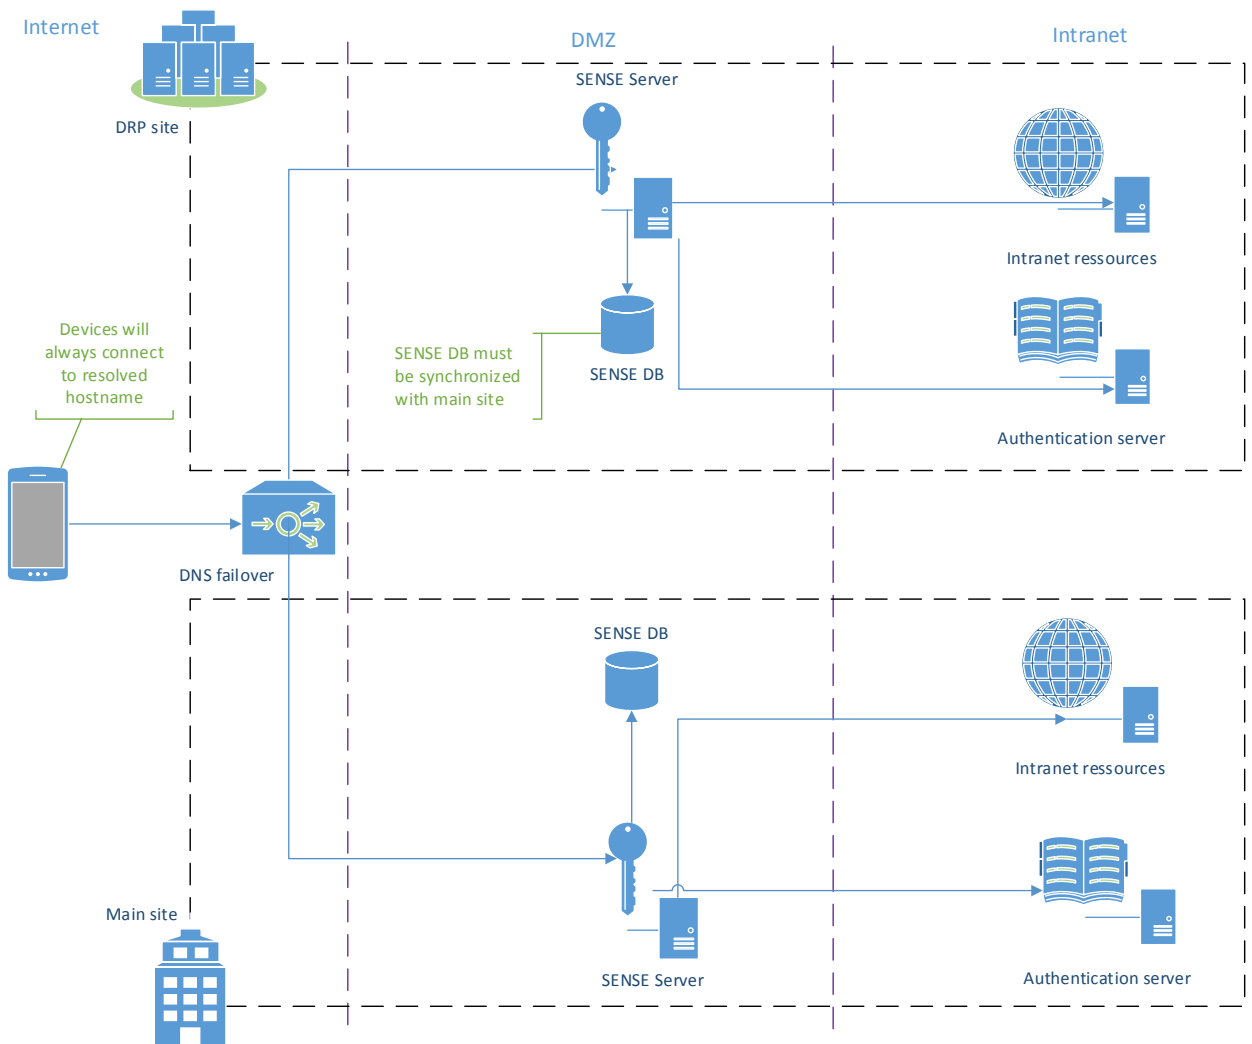 Internet
DMZ
Intranet
SENSE Server
DRP site
Intranet ressources
Devices will
always connect
to resolved
hostname
SENSE DB must
be synchronized
with main site
SENSE DB
Authentication server
DNS failover
SENSE DB
Intranet ressources
Main site
SENSE Server
Authentication server